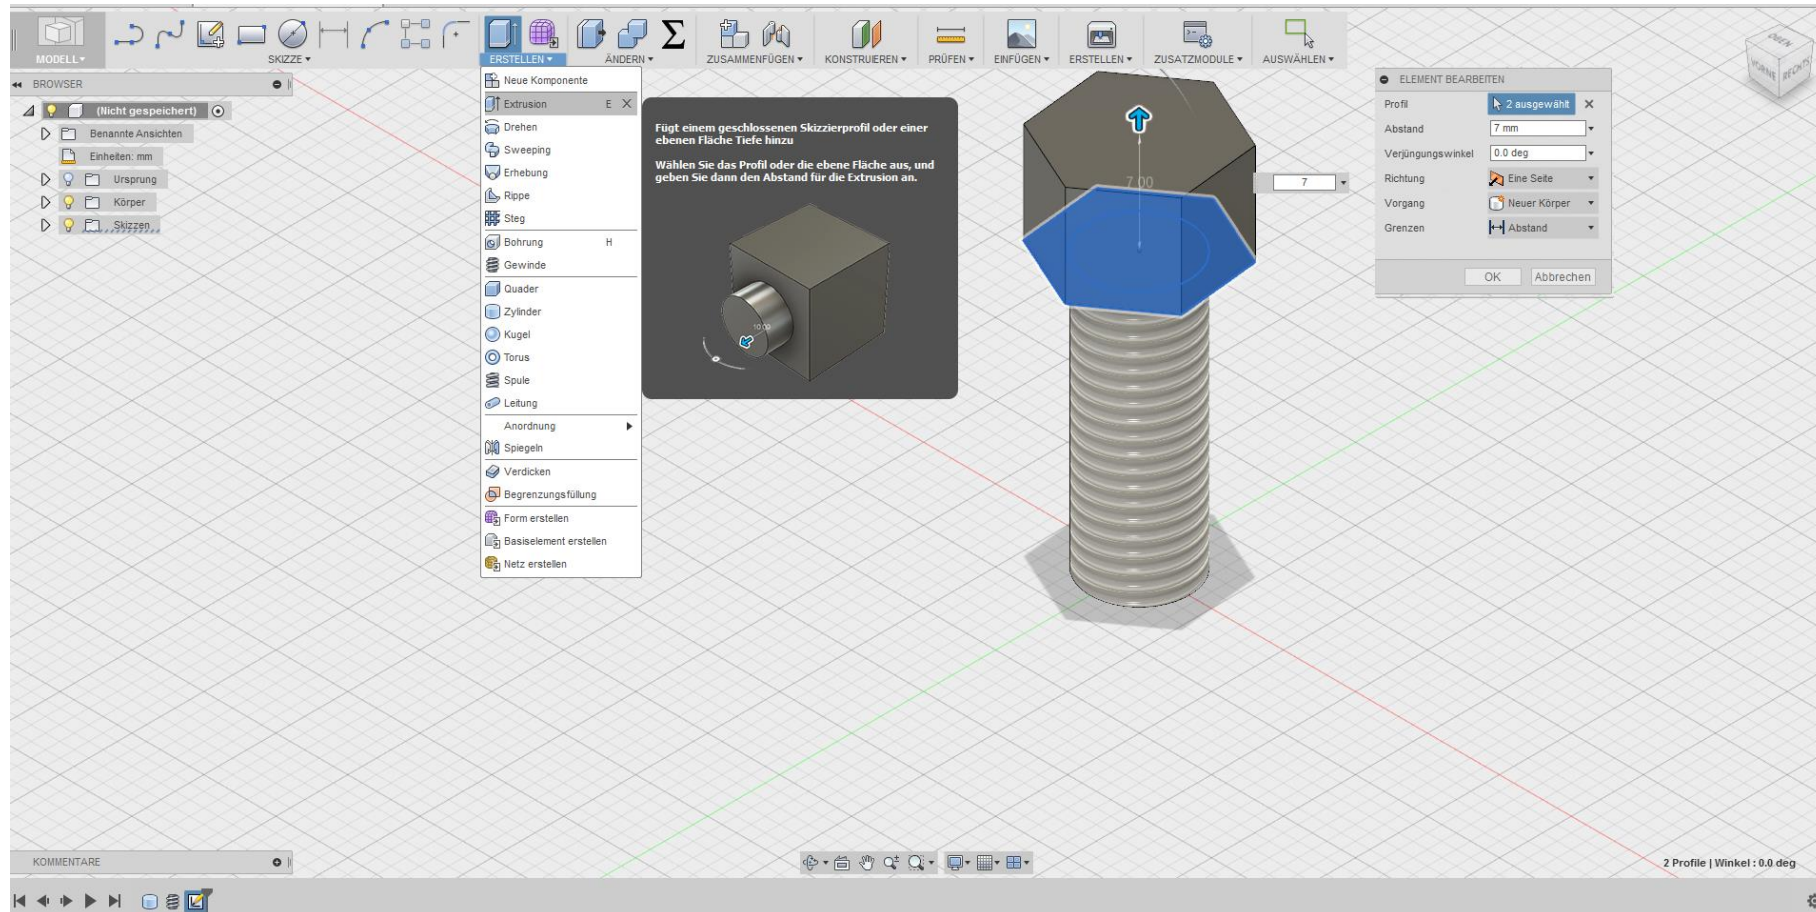 MODELL
SKIZZE
ERSTELLEN
ÄNDERN
ZUSAMMENFÜGEN
KONSTRUIEREN
PRÜFEN
EINFÜGEN
ERSTELLEN
ZUSATZMODULE
AUSWÄHLEN
BROWSER
(Nicht gespeichert)
Benannte Ansichten
Einheiten: mm
Ursprung
Körper
Skizzen
Neue Komponente
Extrusion E
Drehen
Sweeping
Erhebung
Rippe
Steg
Bohrung H
Gewinde
Quader
Zylinder
Kugel
Torus
Spule
Leitung
Anordnung
Spiegeln
Verdicken
Begrenzungsfüllung
Form erstellen
Basiselement erstellen
Netz erstellen
Fügt einem geschlossenen Skizzierprofil oder einer
ebenen Fläche Tiefe hinzu
Wählen Sie das Profil oder die ebene Fläche aus, und
geben Sie dann den Abstand für die Extrusion an.
10.00
7.00
7
ELEMENT BEARBEITEN
Profil 2 ausgewählt
Abstand 7 mm
Verjüngungswinkel 0.0 deg
Richtung Eine Seite
Vorgang Neuer Körper
Grenzen Abstand
OK Abbrechen
OBEN
VORNE RECHTS
KOMMENTARE
2 Profile | Winkel : 0.0 deg